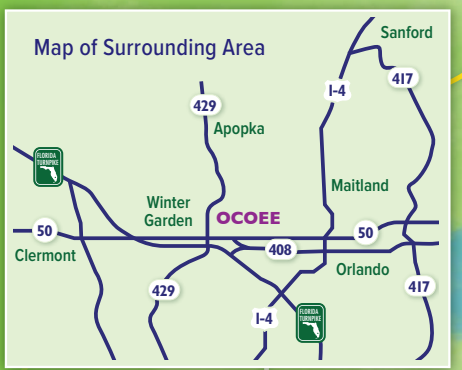 Map of Surrounding Area
Sanford
417
I-4
429
Apopka
FLORIDA
TURNPIKE
Maitland
Winter
Garden
OCOEE
50
50
Clermont
408
Orlando
429
417
I-4
FLORIDA
TURNPIKE